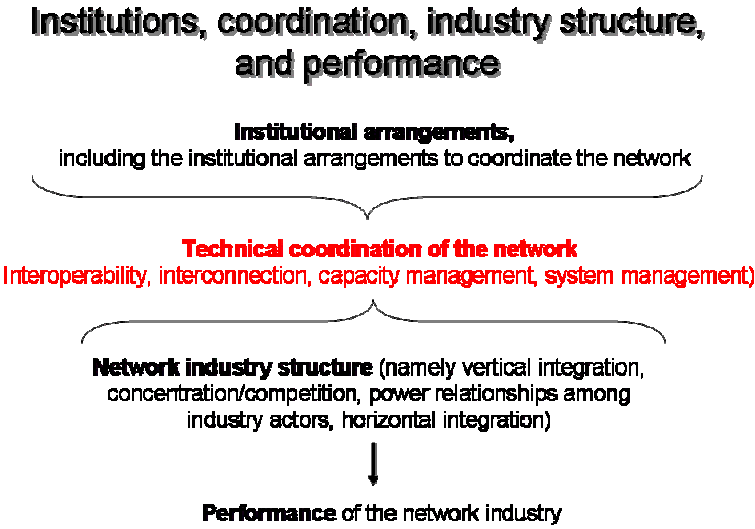 Institutions, coordination, industry structure,
and performance
Institutional arrangements,
including the institutional arrangements to coordinate the network
Technical coordination of the network
Interoperability, interconnection, capacity management, system management)
Network industry structure (namely vertical integration,
concentration/competition, power relationships among
industry actors, horizontal integration)
Performance of the network industry